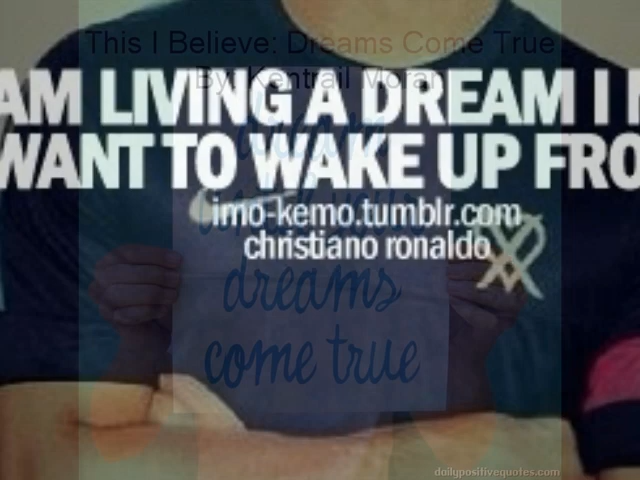 This I Believe: Dreams Come True
By: Kentrail
AM LIVING A DREAM I
WANT TO WAKE UP FRO
dream
imo-kemo.tumblr.com
christiano ronaldo
dreams
come true
dailypositivequotes.com